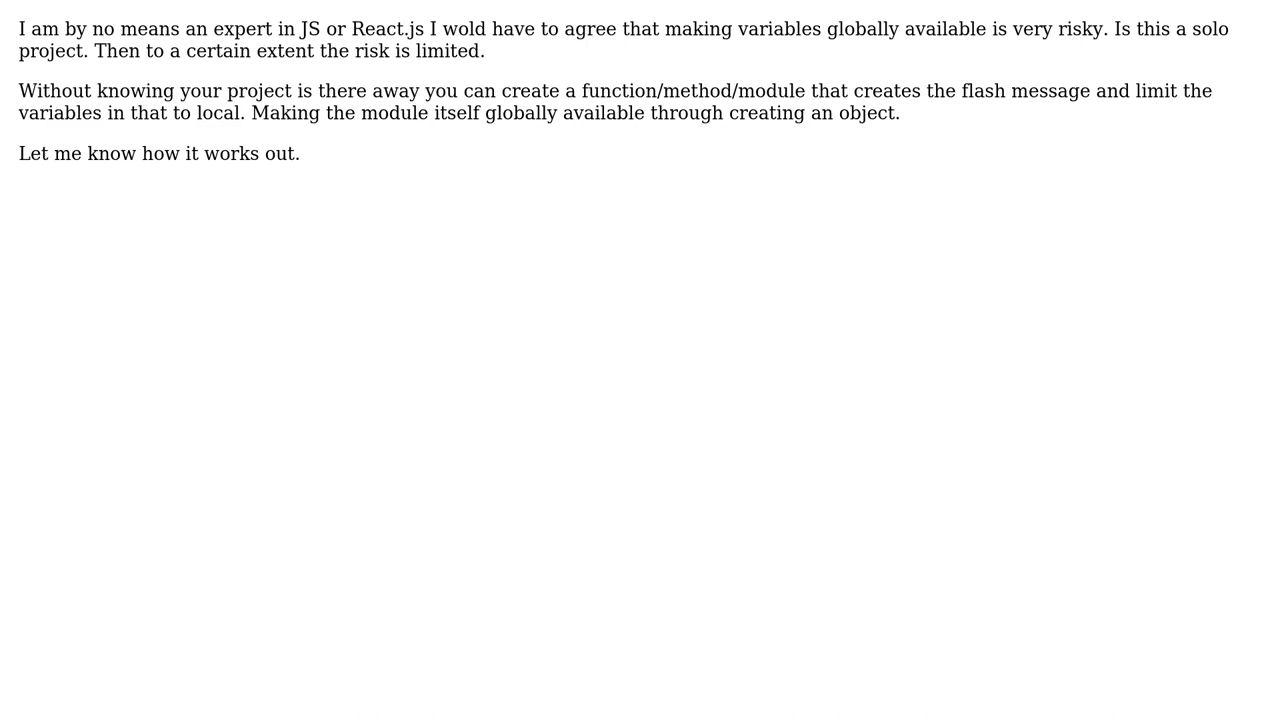 I am by no means an expert in JS or React.js I wold have to agree that making variables globally available is very risky. Is this a solo
project. Then to a certain extent the risk is limited.
Without knowing your project is there away you can create a function/method/module that creates the flash message and limit the
variables in that to local. Making the module itself globally available through creating an object.
Let me know how it works out.